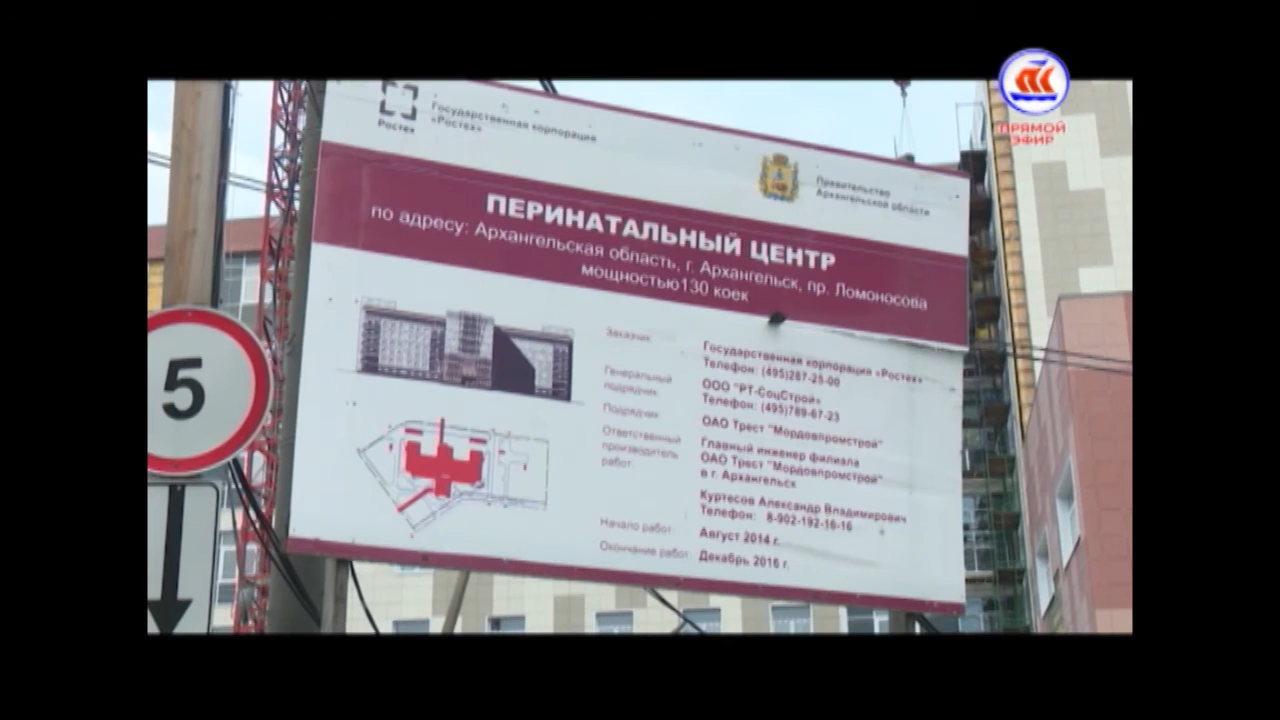 ПРЯМОЙ
ЭФИР
Ростех
Государственная корпорация
«Ростех»
Правительство
Архангельской области
ПЕРИНАТАЛЬНЫЙ ЦЕНТР
по адресу: Архангельская область, г. Архангельск, пр. Ломоносова
мощностью130 коек
5
Заказчик
Государственная корпорация «Ростех»
Телефон: (495)287-25-00
Генеральный
подрядчик
ООО "РТ-СоцСтрой»
Телефон: (495)789-67-23
Подрядчик
ОАО Трест "Мордовпромстрой"
Ответственный
производитель
работ
Главный инженер филиала
ОАО Трест "Мордовпромстрой"
в г. Архангельск
Куртесов Александр Владимирович
Телефон: 8-902-192-16-16
Начало работ
Август 2014 г.
Окончание работ
Декабрь 2016 г.